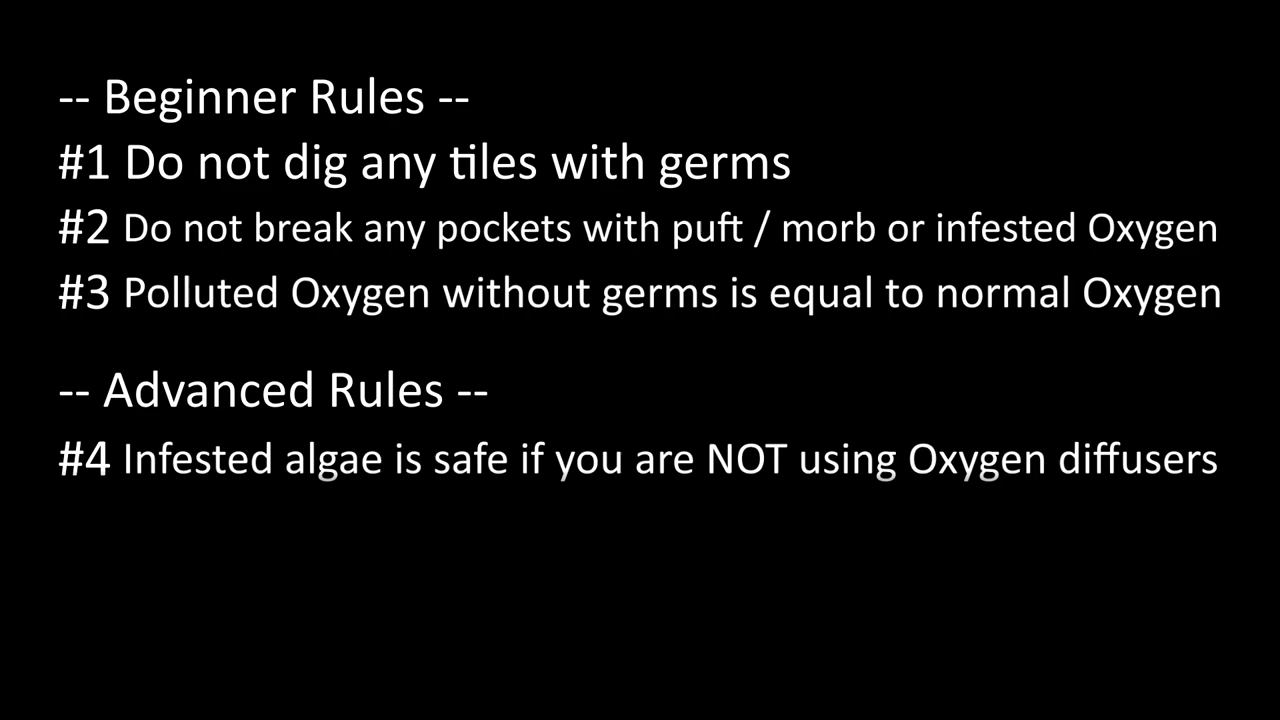 -- Beginner Rules --
#1 Do not dig any tiles with germs
#2 Do not break any pockets with puft / morb or infested Oxygen
#3 Polluted Oxygen without germs is equal to normal Oxygen
-- Advanced Rules --
#4 Infested algae is safe if you are NOT using Oxygen diffusers